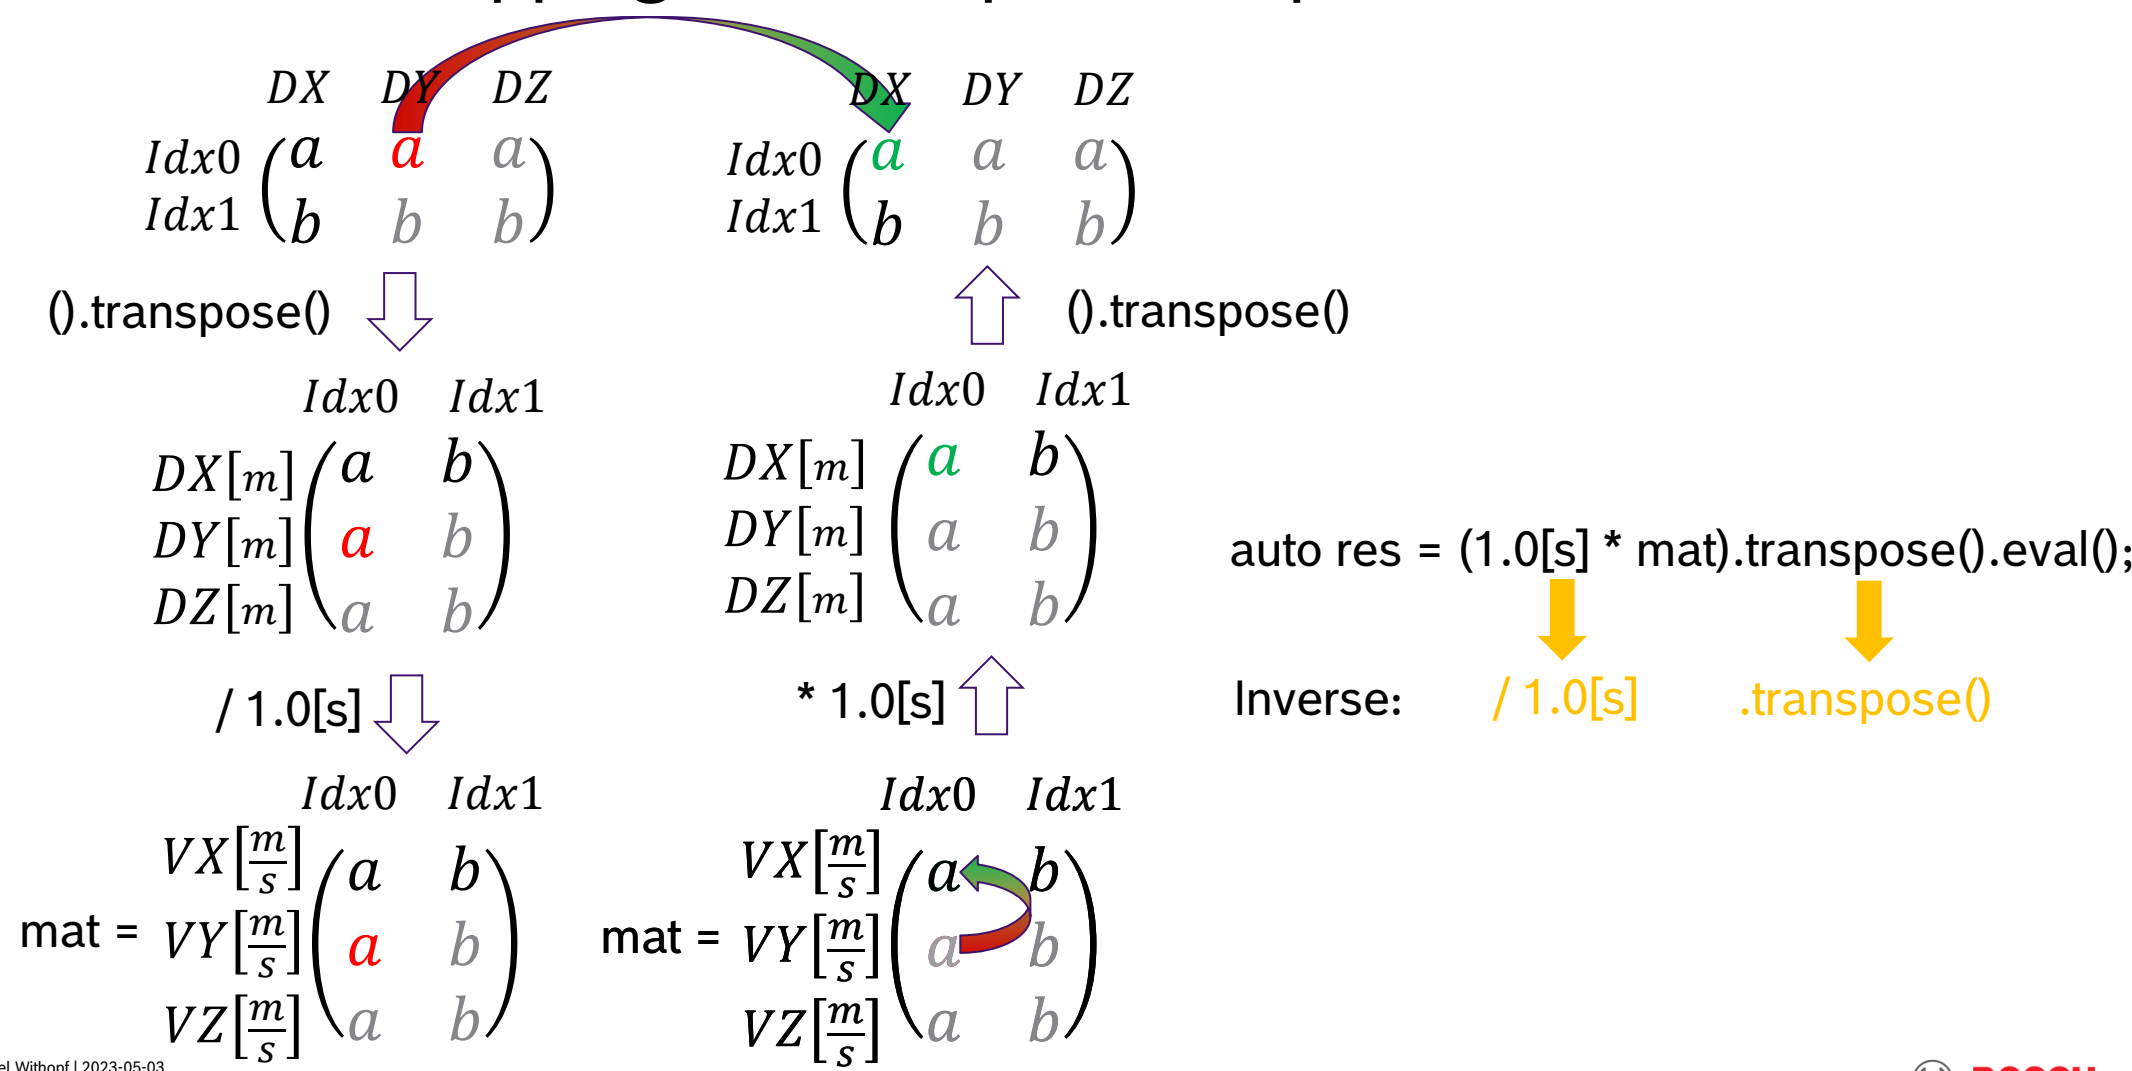 DX DY DZ
Idx0 (a a a)
Idx1 (b b b)
().transpose()
Idx0 Idx1
DX[m] (a b)
DY[m] (a b)
DZ[m] (a b)
/ 1.0[s]
Idx0 Idx1
VX[m/s] (a b)
mat = VY[m/s] (a b)
VZ[m/s] (a b)
DX DY DZ
Idx0 (a a a)
Idx1 (b b b)
().transpose()
Idx0 Idx1
DX[m] (a b)
DY[m] (a b)
DZ[m] (a b)
* 1.0[s]
Idx0 Idx1
VX[m/s] (a b)
mat = VY[m/s] (a b)
VZ[m/s] (a b)
auto res = (1.0[s] * mat).transpose().eval();
Inverse: / 1.0[s] .transpose()
Withopf | 2023-05-03